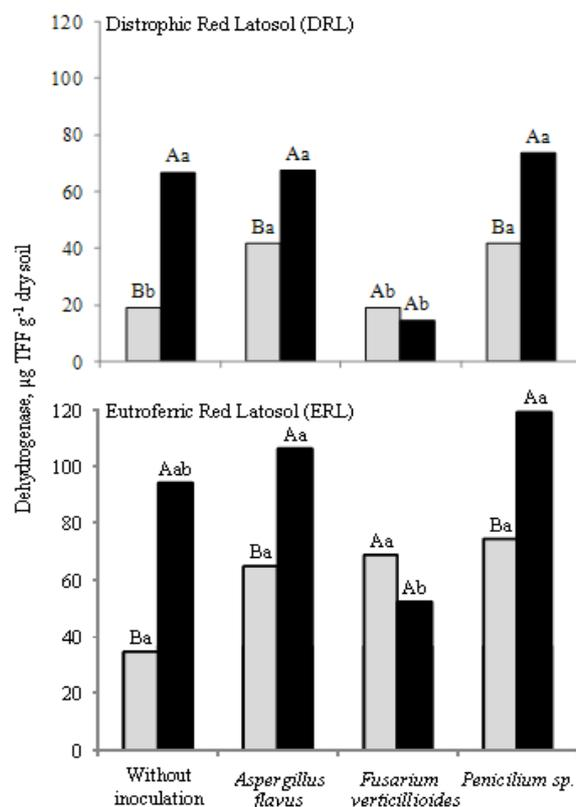 Dehydrogenase, µg TFF g⁻¹ dry soil
Distrophic Red Latosol (DRL)
120
100
80
60
40
20
0
Bb
Aa
Ba
Aa
Ab
Ab
Ba
Aa
Eutroferric Red Latosol (ERL)
120
100
80
60
40
20
0
Ba
Aab
Ba
Aa
Aa
Ab
Ba
Aa
Without
inoculation
Aspergillus
flavus
Fusarium
verticillioides
Penicilium sp.